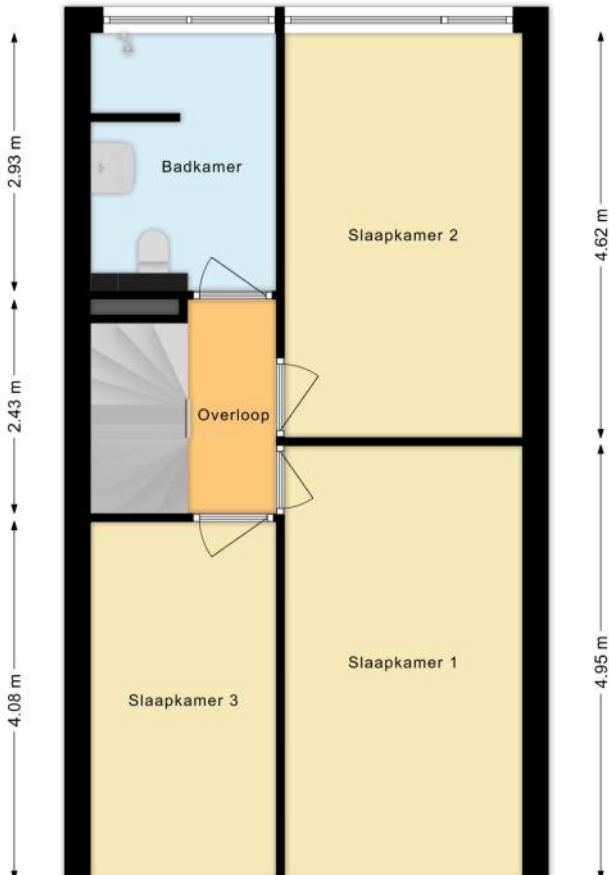 Badkamer
Slaapkamer 2
2.93 m
4.62 m
Overloop
2.43 m
Slaapkamer 1
Slaapkamer 3
4.08 m
4.95 m